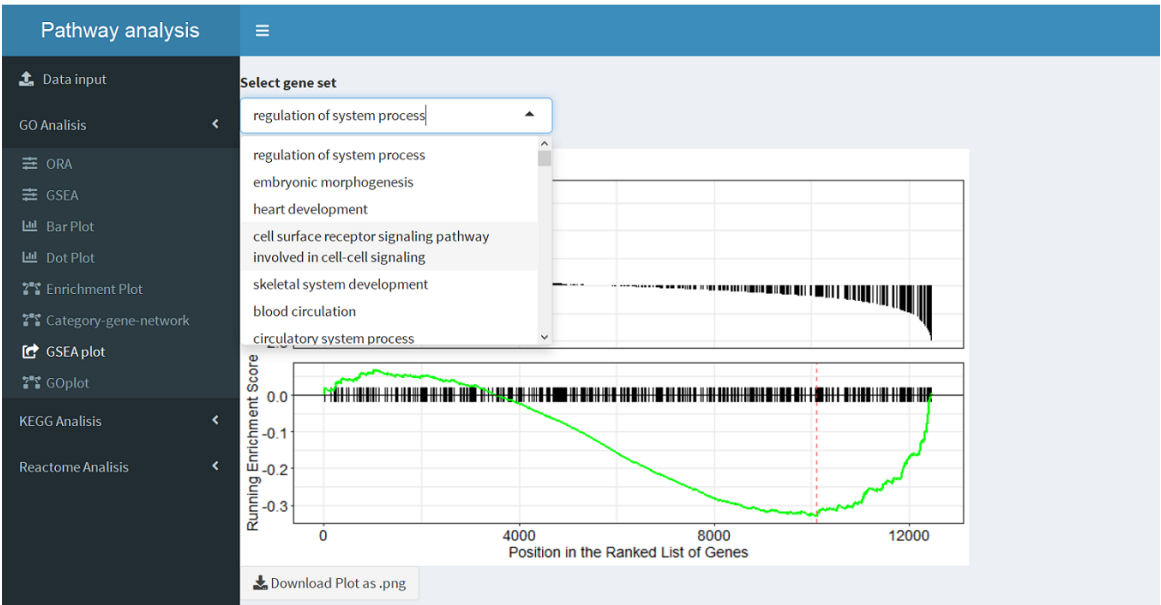 Pathway analysis
Data input
GO Analisis
ORA
GSEA
Bar Plot
Dot Plot
Enrichment Plot
Category-gene-network
GSEA plot
GOplot
KEGG Analisis
Reactome Analisis
Select gene set
regulation of system process
regulation of system process
embryonic morphogenesis
heart development
cell surface receptor signaling pathway
involved in cell-cell signaling
skeletal system development
blood circulation
circulatory system process
Running Enrichment Score
0.0
-0.1
-0.2
-0.3
0 4000 8000 12000
Position in the Ranked List of Genes
Download Plot as .png